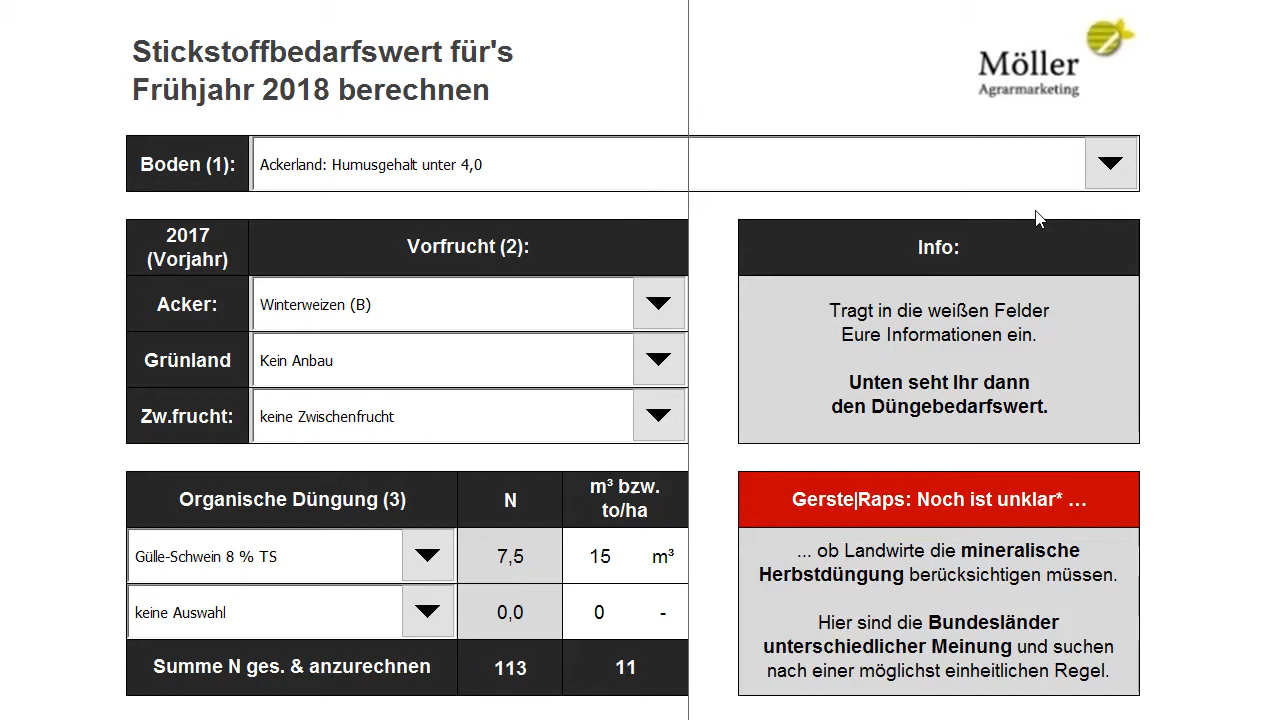 Stickstoffbedarfswert für's
Frühjahr 2018 berechnen
Möller
Agrarmarketing
Boden (1):
Ackerland: Humusgehalt unter 4,0
2017
(Vorjahr)
Vorfrucht (2):
Acker:
Winterweizen (B)
Grünland
Kein Anbau
Zw.frucht:
keine Zwischenfrucht
Info:
Tragt in die weißen Felder
Eure Informationen ein.
Unten seht Ihr dann
den Düngebedarfswert.
Organische Düngung (3)
N
m³ bzw.
to/ha
Gülle-Schwein 8 % TS
7,5
15 m³
keine Auswahl
0,0
0 -
Summe N ges. & anzurechnen
113
11
Gerste|Raps: Noch ist unklar* …
... ob Landwirte die mineralische
Herbstdüngung berücksichtigen müssen.
Hier sind die Bundesländer
unterschiedlicher Meinung und suchen
nach einer möglichst einheitlichen Regel.